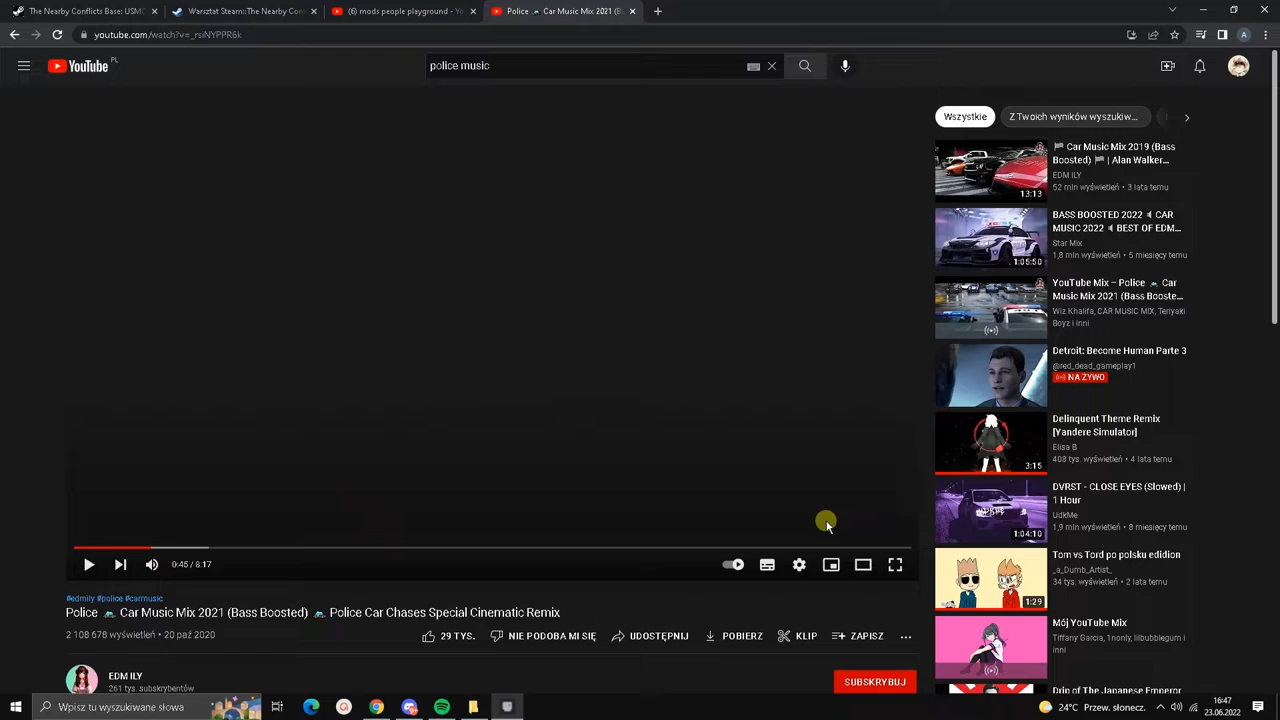 The Nearby Conflicts Base: USMC
Warsztat Steam::The Nearby Con
(6) mods people playground - Yo
Police 🚓 Car Music Mix 2021 (B
youtube.com/watch?v=_rsiNYPPR6k
YouTube PL
police music
Wszystkie
Z Twoich wyników wyszukiw...
Car Music Mix 2019 (Bass
Boosted) 🏁 | Alan Walker...
EDM ILY
52 mln wyświetleń • 3 lata temu
13:13
BASS BOOSTED 2022 🔈 CAR
MUSIC 2022 🔈 BEST OF EDM...
Star Mix
1,8 mln wyświetleń • 5 miesięcy temu
1:05:50
YouTube Mix – Police 🚓 Car
Music Mix 2021 (Bass Booste...
Wiz Khalifa, CAR MUSIC MIX, Teriyaki
Boyz i inni
Detroit: Become Human Parte 3
@red_dead_gameplay1
NA ŻYWO
Delinquent Theme Remix
[Yandere Simulator]
Elisa B
408 tys. wyświetleń • 4 lata temu
3:15
DVRST - CLOSE EYES (Slowed) |
1 Hour
UdkMe
1,9 mln wyświetleń • 8 miesięcy temu
1:04:10
Tom vs Tord po polsku edidion
_a_Dumb_Artist_
34 tys. wyświetleń • 2 lata temu
1:29
Mój YouTube Mix
Tiffany Garcia, 1nonly, lilbubblegum i
inni
Drip of The Japanese Emperor
0:45 / 8:17
#edmily #police #carmusic
Police 🚓 Car Music Mix 2021 (Bass Boosted) 🚓 Police Car Chases Special Cinematic Remix
2 108 678 wyświetleń • 20 paź 2020
29 TYS.
NIE PODOBA MI SIĘ
UDOSTĘPNIJ
POBIERZ
KLIP
ZAPISZ
EDM ILY
261 tys. subskrybentów
SUBSKRYBUJ
Wpisz tu wyszukiwane słowa
24°C Przew. słonecz.
16:47
23.06.2022